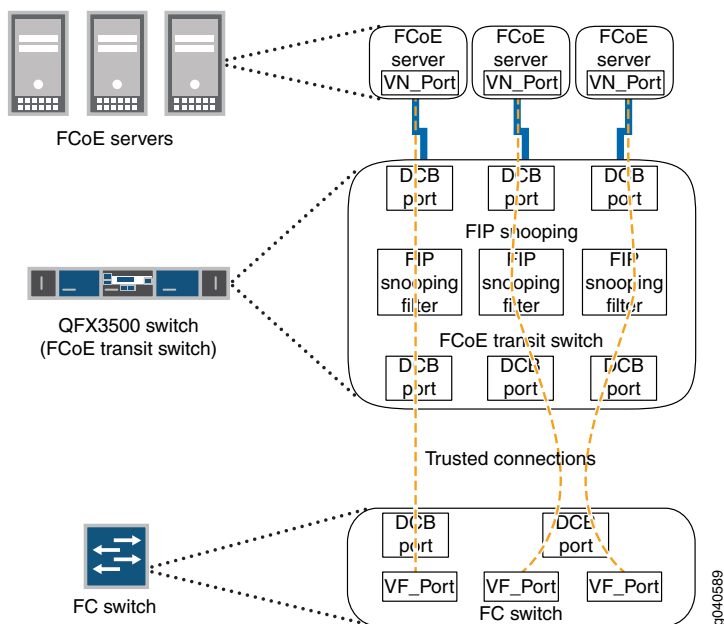 FCoE
server
VN_Port
FCoE
server
VN_Port
FCoE
server
VN_Port
FCoE servers
DCB
port
DCB
port
DCB
port
FIP snooping
FIP
snooping
filter
FIP
snooping
filter
FIP
snooping
filter
QFX3500 switch
(FCoE transit switch)
FCoE transit switch
DCB
port
DCB
port
DCB
port
Trusted connections
DCB
port
DCB
port
VF_Port
VF_Port
VF_Port
FC switch
FC switch
g040589